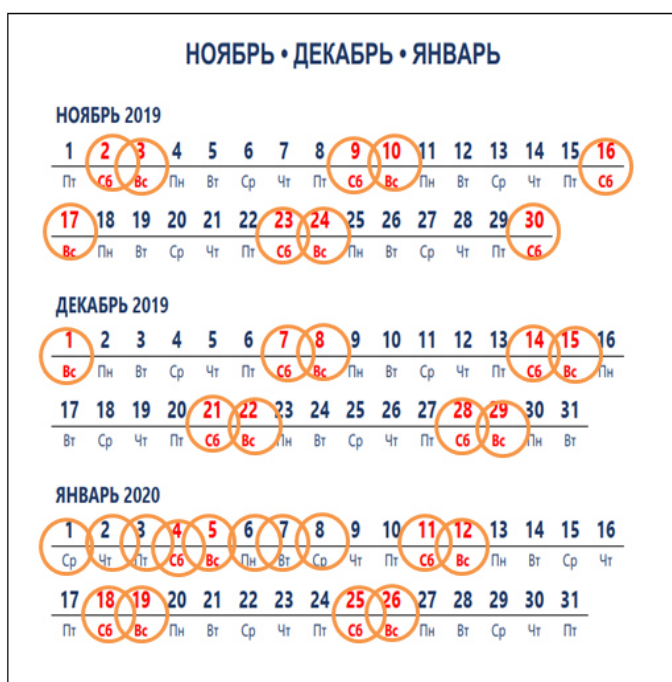 НОЯБРЬ • ДЕКАБРЬ • ЯНВАРЬ
НОЯБРЬ 2019
1 2 3 4 5 6 7 8 9 10 11 12 13 14 15 16
Пт Сб Вс Пн Вт Ср Чт Пт Сб Вс Пн Вт Ср Чт Пт Сб
17 18 19 20 21 22 23 24 25 26 27 28 29 30
Вс Пн Вт Ср Чт Пт Сб Вс Пн Вт Ср Чт Пт Сб
ДЕКАБРЬ 2019
1 2 3 4 5 6 7 8 9 10 11 12 13 14 15 16
Вс Пн Вт Ср Чт Пт Сб Вс Пн Вт Ср Чт Пт Сб Вс Пн
17 18 19 20 21 22 23 24 25 26 27 28 29 30 31
Вт Ср Чт Пт Сб Вс Пн Вт Ср Чт Пт Сб Вс Пн Вт
ЯНВАРЬ 2020
1 2 3 4 5 6 7 8 9 10 11 12 13 14 15 16
Ср Чт Пт Сб Вс Пн Вт Ср Чт Пт Сб Вс Пн Вт Ср Чт
17 18 19 20 21 22 23 24 25 26 27 28 29 30 31
Пт Сб Вс Пн Вт Ср Чт Пт Сб Вс Пн Вт Ср Чт Пт